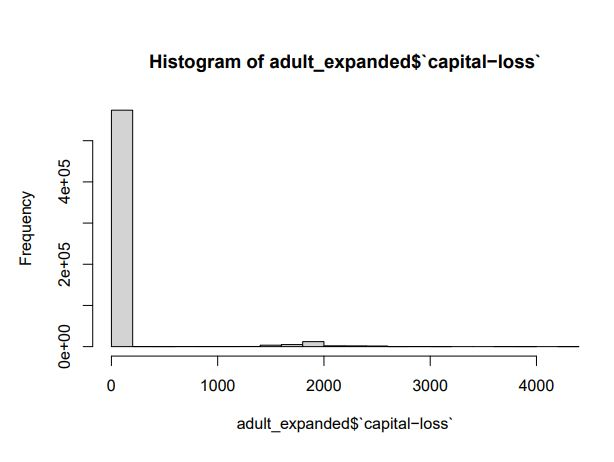 Histogram of adult_expanded$`capital−loss`
Frequency
4e+05
2e+05
0e+00
0 1000 2000 3000 4000
adult_expanded$`capital−loss`